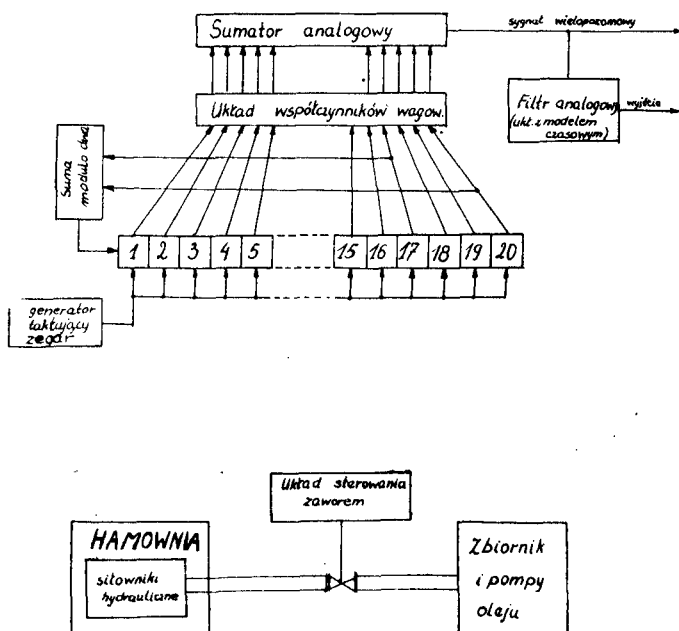 Sumator analogowy
sygnał wielopoziomowy
Układ współczynników wagow.
Filtr analogowy
(ukł. z modelem
czasowym)
wyjście
Suma
modulo dwa
1 2 3 4 5 15 16 17 18 19 20
generator
taktujący
zegar
Układ sterowania
zaworem
HAMOWNIA
siłowniki
hydrauliczne
Zbiornik
i pompy
oleju